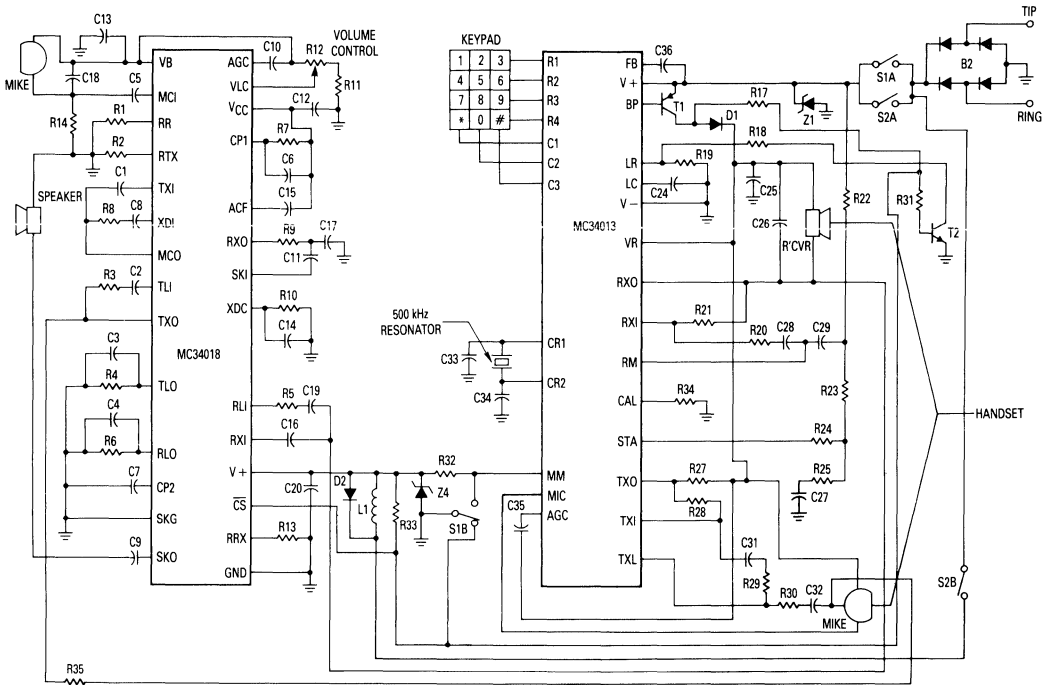 C13
MIKE
C18
C5
R14
R1
R2
C1
R8
C8
SPEAKER
R3
C2
C3
R4
C4
R6
C7
C9
R35
VB
MCI
RR
RTX
TXI
XDI
MCO
TLI
TXO
TLO
RLO
CP2
SKG
SKO
MC34018
AGC
VLC
VCC
CP1
ACF
RXO
SKI
XDC
RLI
RXI
V +
CS
RRX
GND
C10
R12
VOLUME
CONTROL
R11
C12
R7
C6
C15
R9
C17
C11
R10
C14
R5
C19
C16
C20
R13
D2
L1
R33
Z4
R32
S1B
KEYPAD
1 2 3
4 5 6
7 8 9
* 0 #
500 kHz
RESONATOR
C33
C34
C35
R1
R2
R3
R4
C1
C2
C3
CR1
CR2
MM
MIC
AGC
MC34013
FB
V +
BP
LR
LC
V −
VR
RXO
RXI
RM
CAL
STA
TXO
TXI
TXL
C36
T1
D1
R17
Z1
R18
R19
C24
C25
C26
R'CVR
R21
R20
C28
C29
R34
R22
R23
R24
R25
C27
R27
R28
C31
R29
R30
C32
MIKE
S1A
S2A
B2
TIP
RING
R31
T2
HANDSET
S2B